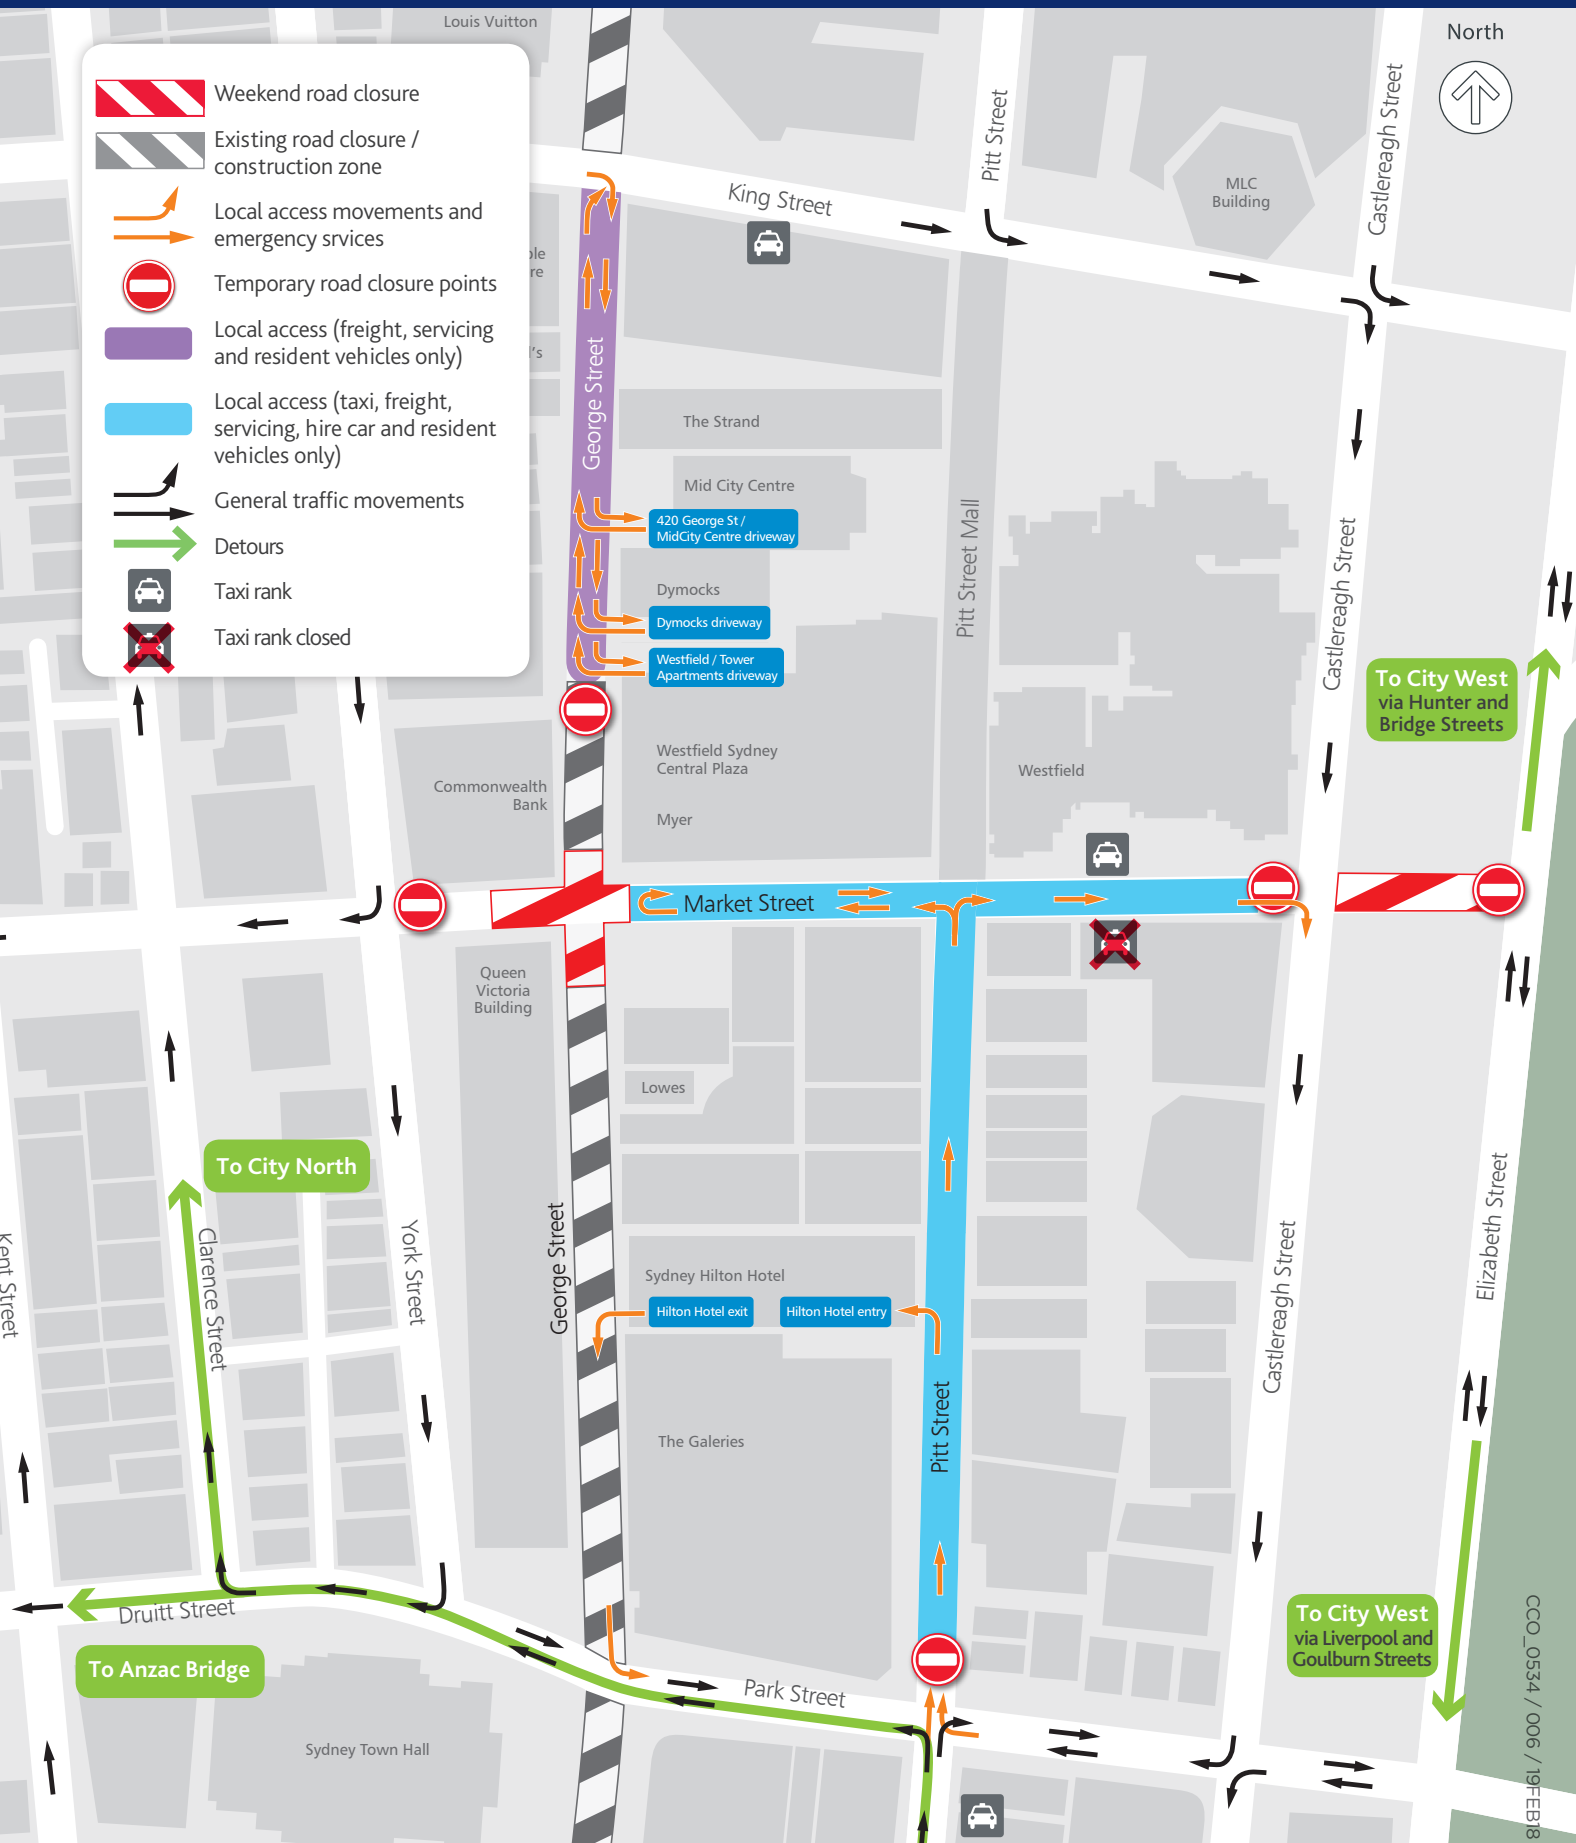 Louis Vuitton
North
Weekend road closure
Existing road closure /
construction zone
Local access movements and
emergency srvices
Temporary road closure points
Local access (freight, servicing
and resident vehicles only)
Local access (taxi, freight,
servicing, hire car and resident
vehicles only)
General traffic movements
Detours
Taxi rank
Taxi rank closed
King Street
Pitt Street
Castlereagh Street
MLC
Building
George Street
The Strand
Mid City Centre
420 George St /
MidCity Centre driveway
Dymocks
Dymocks driveway
Westfield / Tower
Apartments driveway
Pitt Street Mall
Castlereagh Street
To City West
via Hunter and
Bridge Streets
Commonwealth
Bank
Westfield Sydney
Central Plaza
Myer
Westfield
Market Street
Queen
Victoria
Building
Lowes
To City North
Kent Street
Clarence Street
York Street
George Street
Sydney Hilton Hotel
Hilton Hotel exit
Hilton Hotel entry
The Galeries
Pitt Street
Castlereagh Street
Elizabeth Street
Druitt Street
To Anzac Bridge
Park Street
Sydney Town Hall
To City West
via Liverpool and
Goulburn Streets
CCO_0534 / 006 / 19FEB18